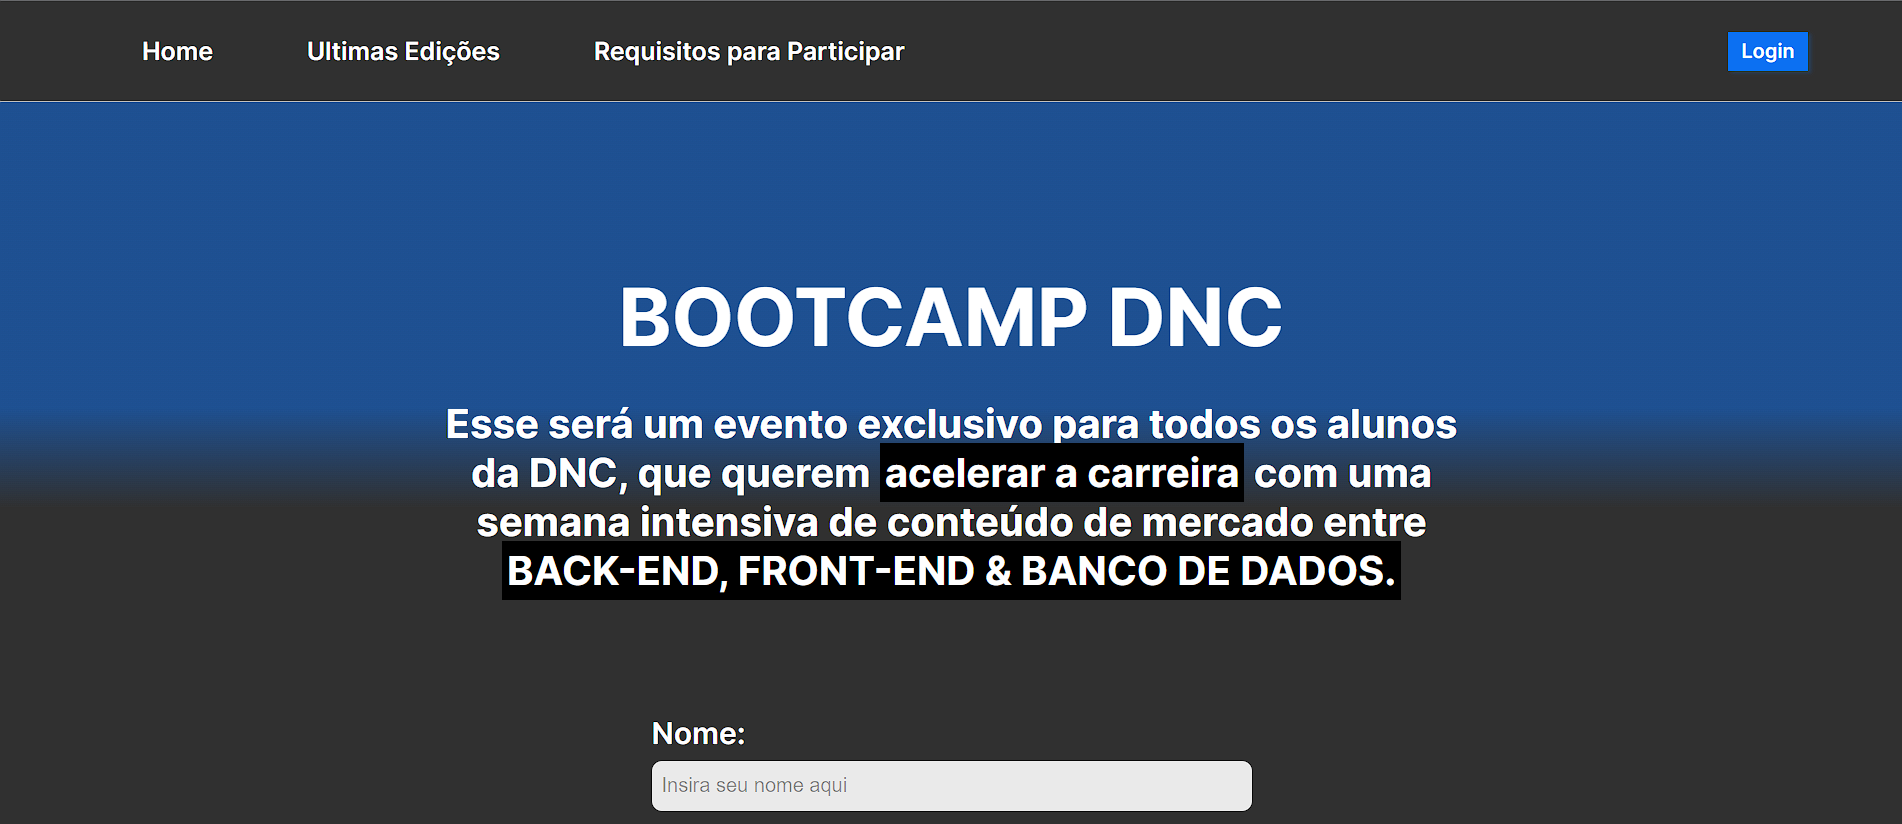 Home Ultimas Edições Requisitos para Participar Login
BOOTCAMP DNC
Esse será um evento exclusivo para todos os alunos
da DNC, que querem acelerar a carreira com uma
semana intensiva de conteúdo de mercado entre
BACK-END, FRONT-END & BANCO DE DADOS.
Nome:
Insira seu nome aqui